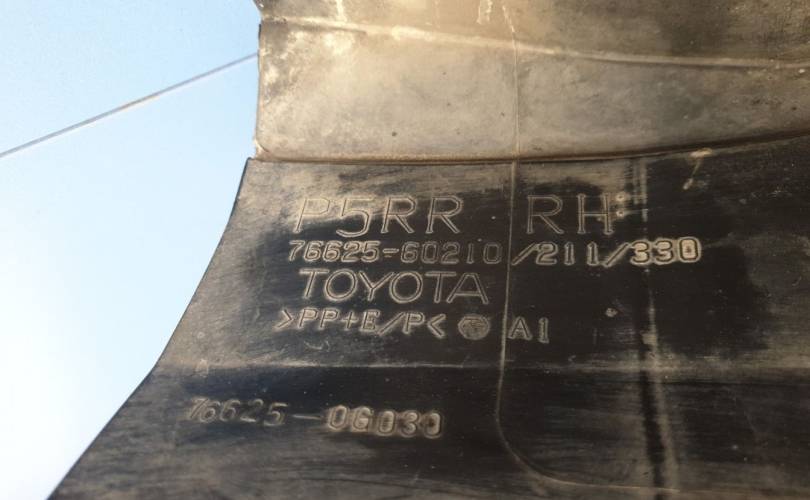 P5RR RH
76625-60210/211/330
TOYOTA
>PP+E/P< A1
A
76625-0G030